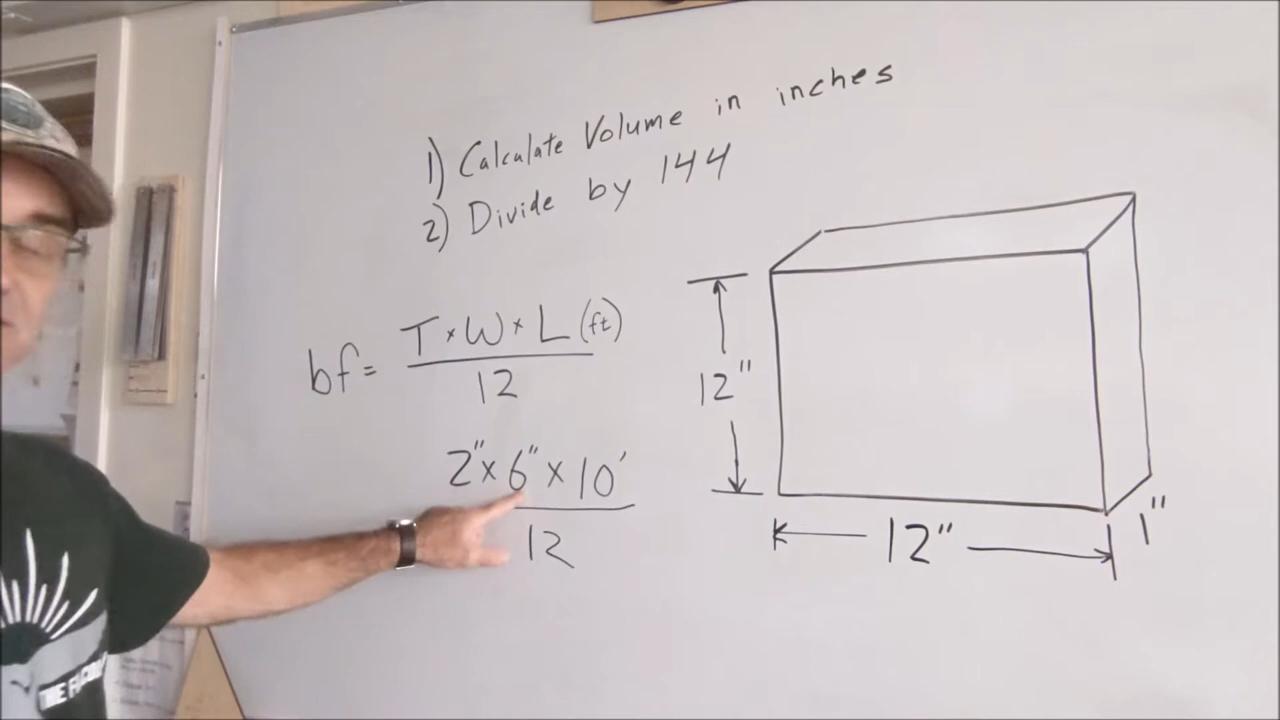 1) Calculate Volume in inches
2) Divide by 144
bf = T × W × L (ft)
12
2" × 6" × 10'
12
12"
12"
1"
THE